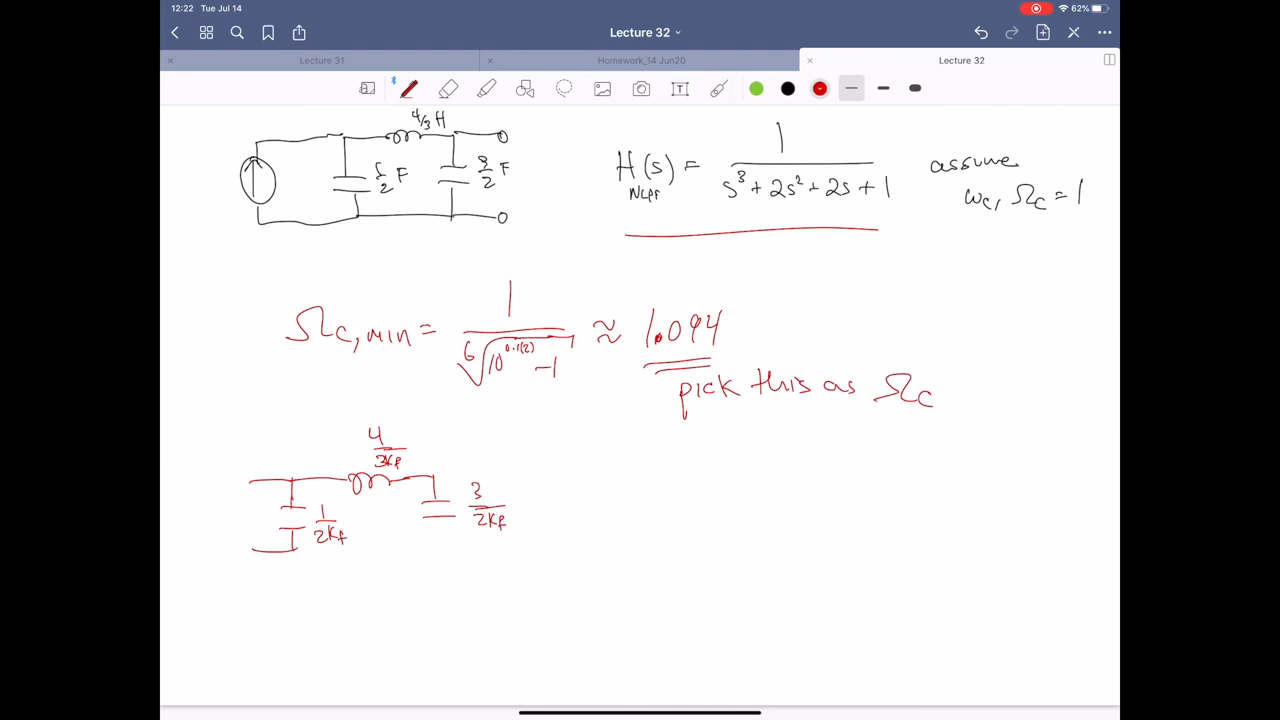 12:22 Tue Jul 14
62%
Lecture 32
Lecture 31
Homework_14 Jun20
Lecture 32
4/3 H
1/2 F
3/2 F
H(s) = 1 / (s³ + 2s² + 2s + 1)
NLPF
assume
ωc, Ωc = 1
Ωc,min = 1 / ⁶√(10^0.1(2) - 1) ≈ 1.094
pick this as Ωc
4/3Kf
1/2Kf
3/2Kf